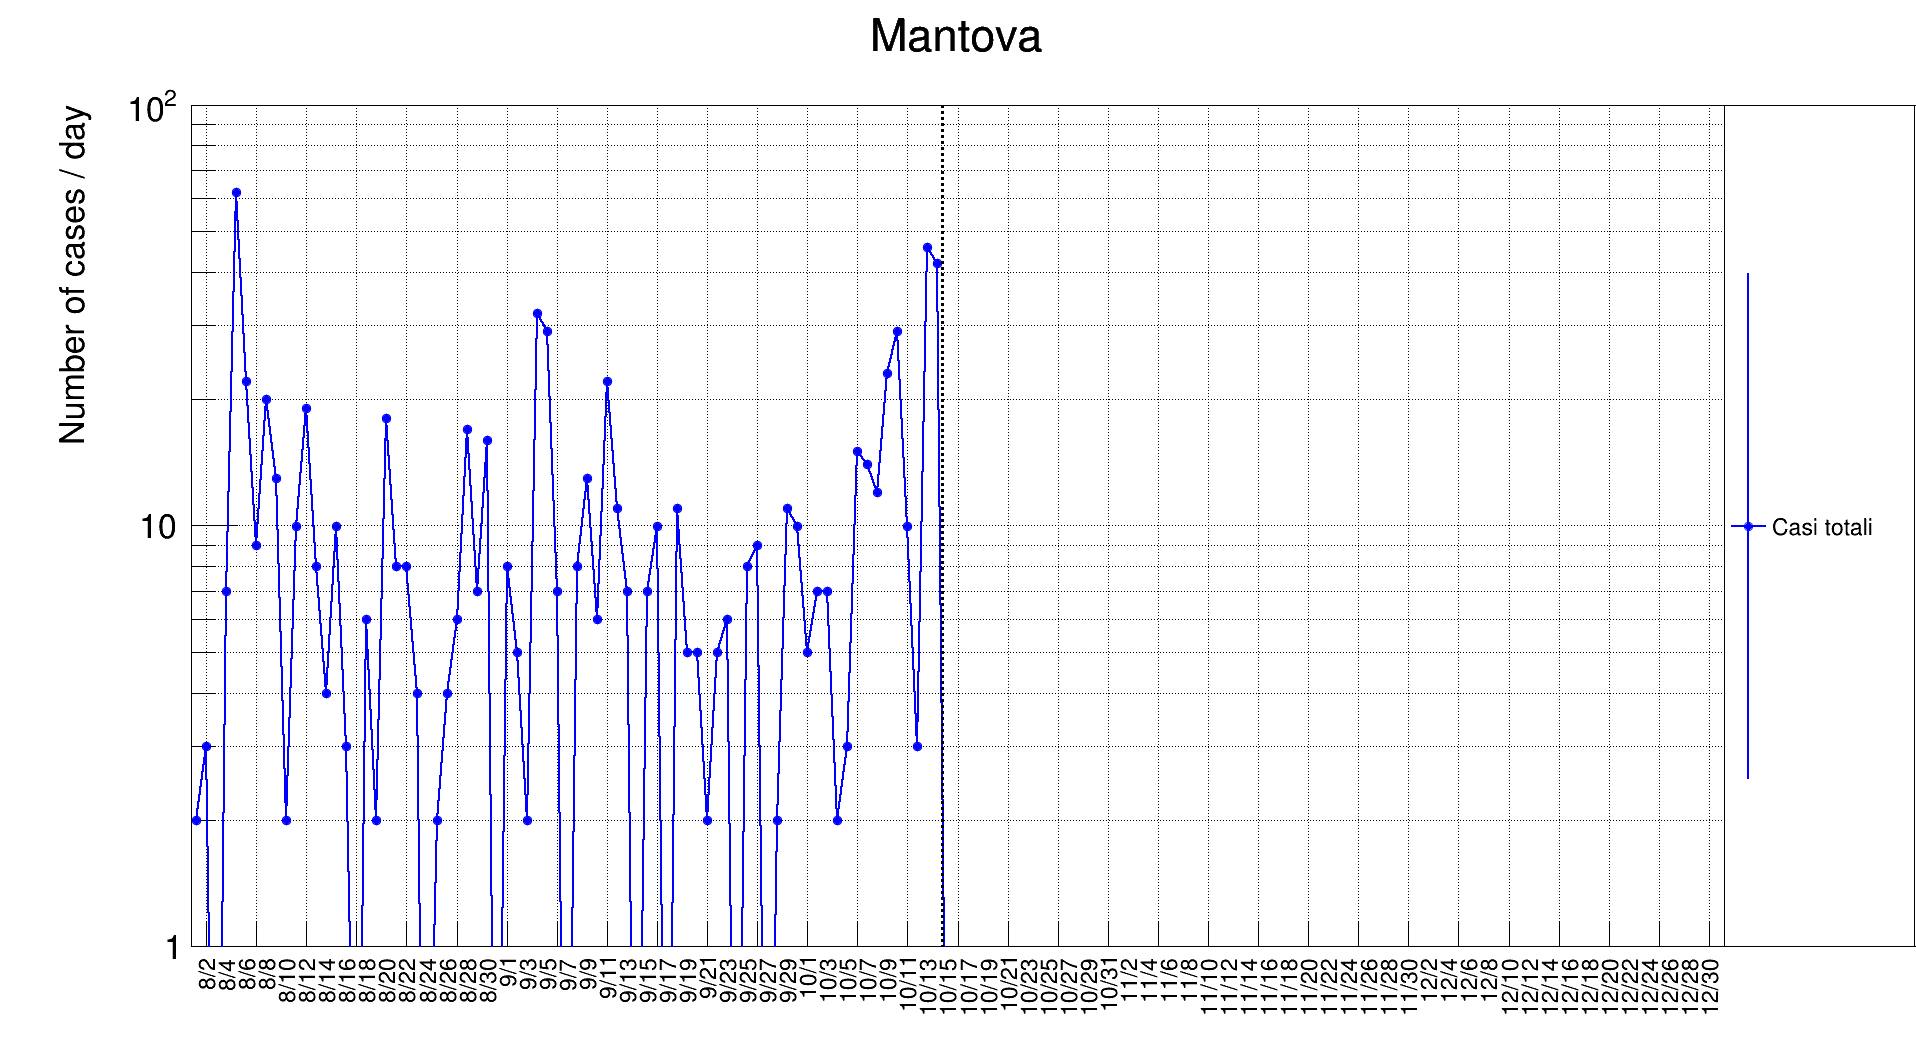 Mantova
Number of cases / day
10²
10
1
8/2 8/4 8/6 8/8 8/10 8/12 8/14 8/16 8/18 8/20 8/22 8/24 8/26 8/28 8/30 9/1 9/3 9/5 9/7 9/9 9/11 9/13 9/15 9/17 9/19 9/21 9/23 9/25 9/27 9/29 10/1 10/3 10/5 10/7 10/9 10/11 10/13 10/15 10/17 10/19 10/21 10/23 10/25 10/27 10/29 10/31 11/2 11/4 11/6 11/8 11/10 11/12 11/14 11/16 11/18 11/20 11/22 11/24 11/26 11/28 11/30 12/2 12/4 12/6 12/8 12/10 12/12 12/14 12/16 12/18 12/20 12/22 12/24 12/26 12/28 12/30
Casi totali